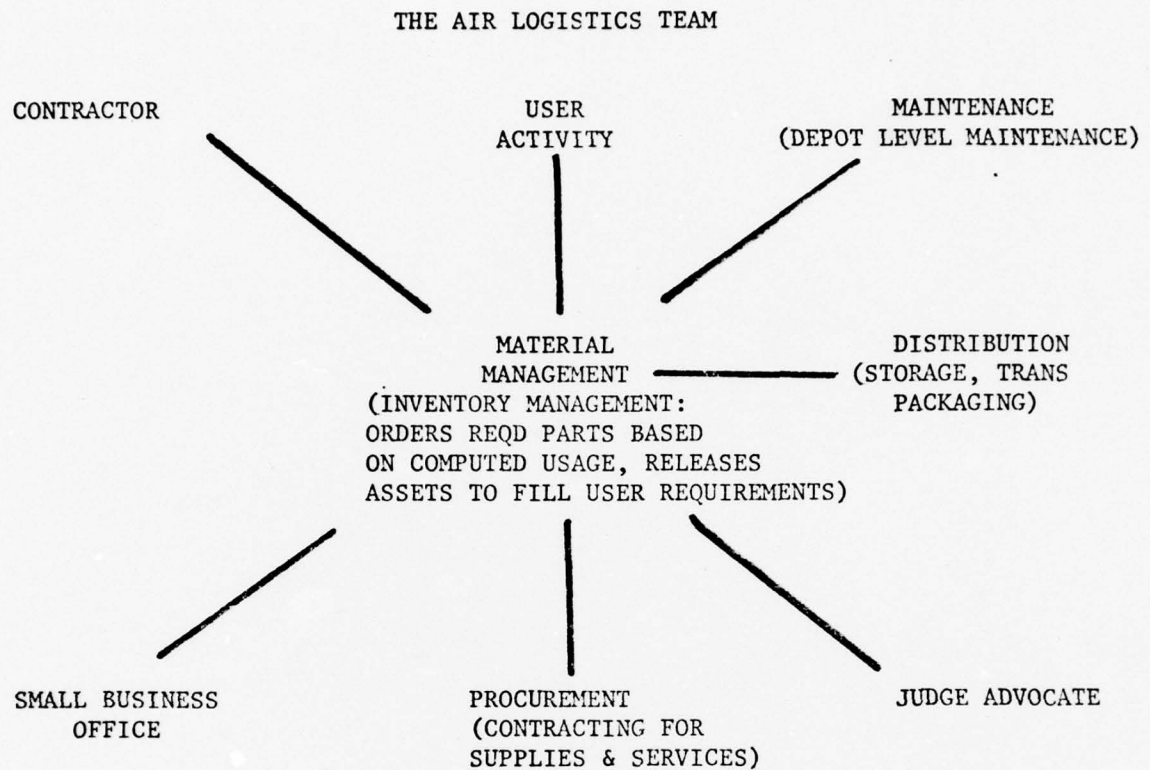 THE AIR LOGISTICS TEAM
CONTRACTOR
USER
ACTIVITY
MAINTENANCE
(DEPOT LEVEL MAINTENANCE)
MATERIAL
MANAGEMENT
(INVENTORY MANAGEMENT:
ORDERS REQD PARTS BASED
ON COMPUTED USAGE, RELEASES
ASSETS TO FILL USER REQUIREMENTS)
DISTRIBUTION
(STORAGE, TRANS
PACKAGING)
SMALL BUSINESS
OFFICE
PROCUREMENT
(CONTRACTING FOR
SUPPLIES & SERVICES)
JUDGE ADVOCATE